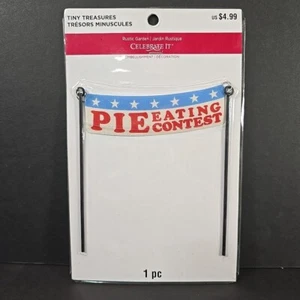 TINY TREASURES
TRÉSORS MINUSCULES
US $4.99
Rustic Garden / Jardin Rustique
CELEBRATE IT
EMBELLISHMENT / DÉCORATION
PIE EATING CONTEST
1 pc